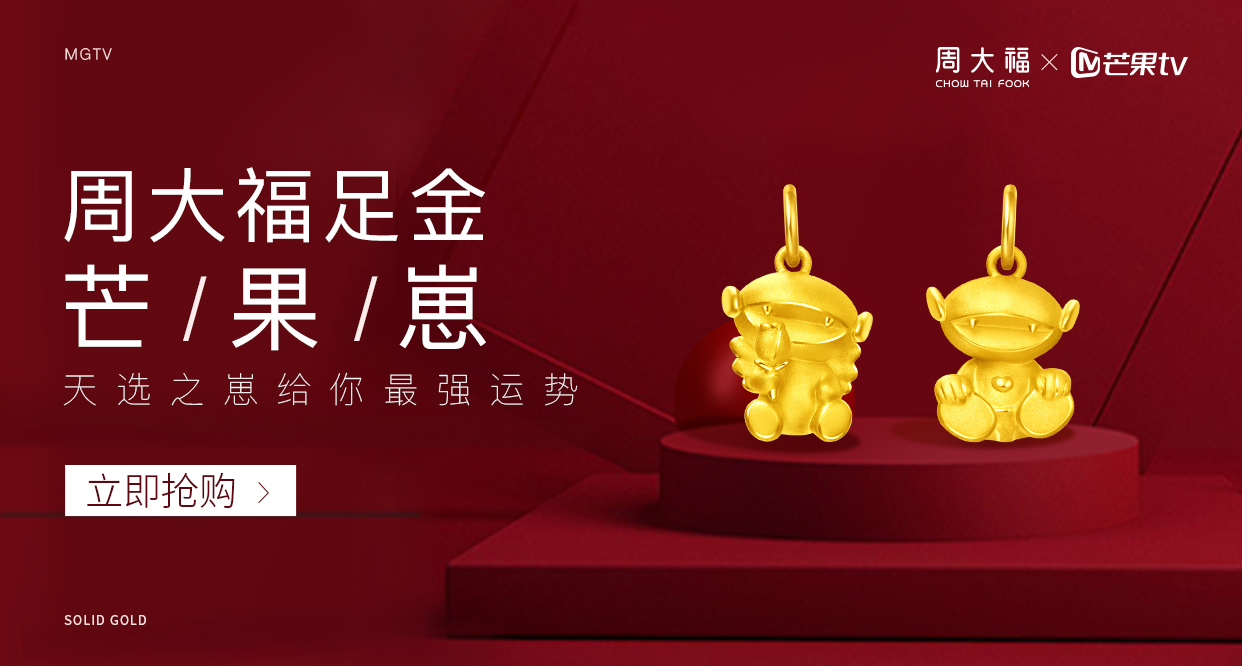 MGTV
周大福 × 芒果tv
CHOW TAI FOOK
周大福足金
芒/果/崽
天选之崽给你最强运势
立即抢购 >
SOLID GOLD